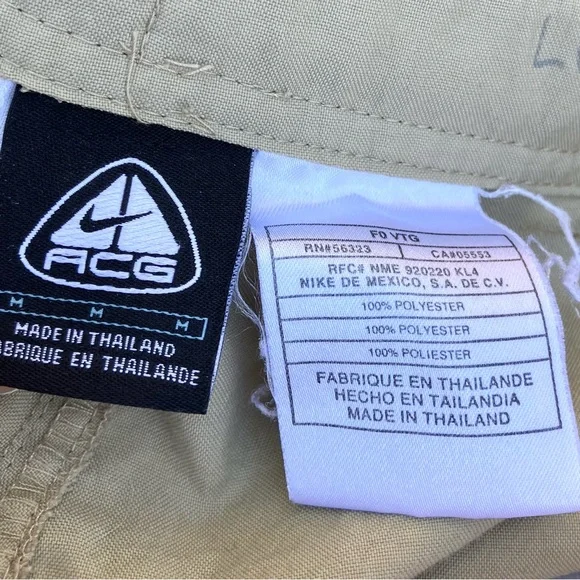 L
ACG
M M M
MADE IN THAILAND
ABRIQUE EN THAILANDE
F0 VTG
RN#56323 CA#05553
RFC# NME 920220 KL4
NIKE DE MEXICO, S.A. DE C.V.
100% POLYESTER
100% POLYESTER
100% POLIESTER
FABRIQUE EN THAILANDE
HECHO EN TAILANDIA
MADE IN THAILAND